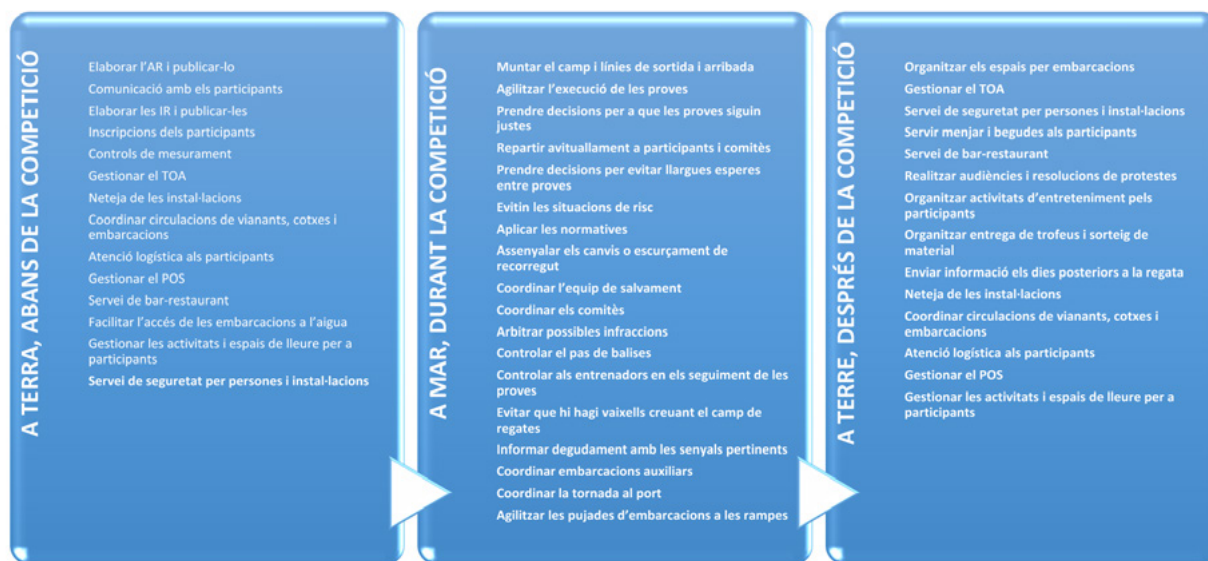 A TERRA, ABANS DE LA COMPETICIÓ
Elaborar l'AR i publicar-lo
Comunicació amb els participants
Elaborar les IR i publicar-les
Inscripcions dels participants
Controls de mesurament
Gestionar el TOA
Neteja de les instal·lacions
Coordinar circulacions de vianants, cotxes i
embarcacions
Atenció logística als participants
Gestionar el POS
Servei de bar-restaurant
Facilitar l'accés de les embarcacions a l'aigua
Gestionar les activitats i espais de lleure per a
participants
Servei de seguretat per persones i instal·lacions
A MAR, DURANT LA COMPETICIÓ
Muntar el camp i línies de sortida i arribada
Agilitzar l'execució de les proves
Prendre decisions per a que les proves siguin
justes
Repartir avituallament a participants i comitès
Prendre decisions per evitar llargues esperes
entre proves
Evitin les situacions de risc
Aplicar les normatives
Assenyalar els canvis o escurçament de
recorregut
Coordinar l'equip de salvament
Coordinar els comitès
Arbitrar possibles infraccions
Controlar el pas de balises
Controlar als entrenadors en els seguiment de les
proves
Evitar que hi hagi vaixells creuant el camp de
regates
Informar degudament amb les senyals pertinents
Coordinar embarcacions auxiliars
Coordinar la tornada al port
Agilitzar les pujades d'embarcacions a les rampes
A TERRE, DESPRÉS DE LA COMPETICIÓ
Organitzar els espais per embarcacions
Gestionar el TOA
Servei de seguretat per persones i instal·lacions
Servir menjar i begudes als participants
Servei de bar-restaurant
Realitzar audiències i resolucions de protestes
Organitzar activitats d'entreteniment pels
participants
Organitzar entrega de trofeus i sorteig de
material
Enviar informació els dies posteriors a la regata
Neteja de les instal·lacions
Coordinar circulacions de vianants, cotxes i
embarcacions
Atenció logística als participants
Gestionar el POS
Gestionar les activitats i espais de lleure per a
participants